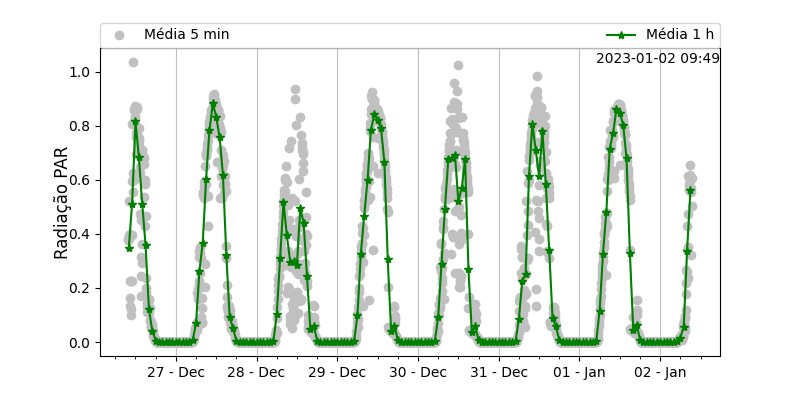 Média 5 min
Média 1 h
2023-01-02 09:49
Radiação PAR
1.0
0.8
0.6
0.4
0.2
0.0
27 - Dec
28 - Dec
29 - Dec
30 - Dec
31 - Dec
01 - Jan
02 - Jan